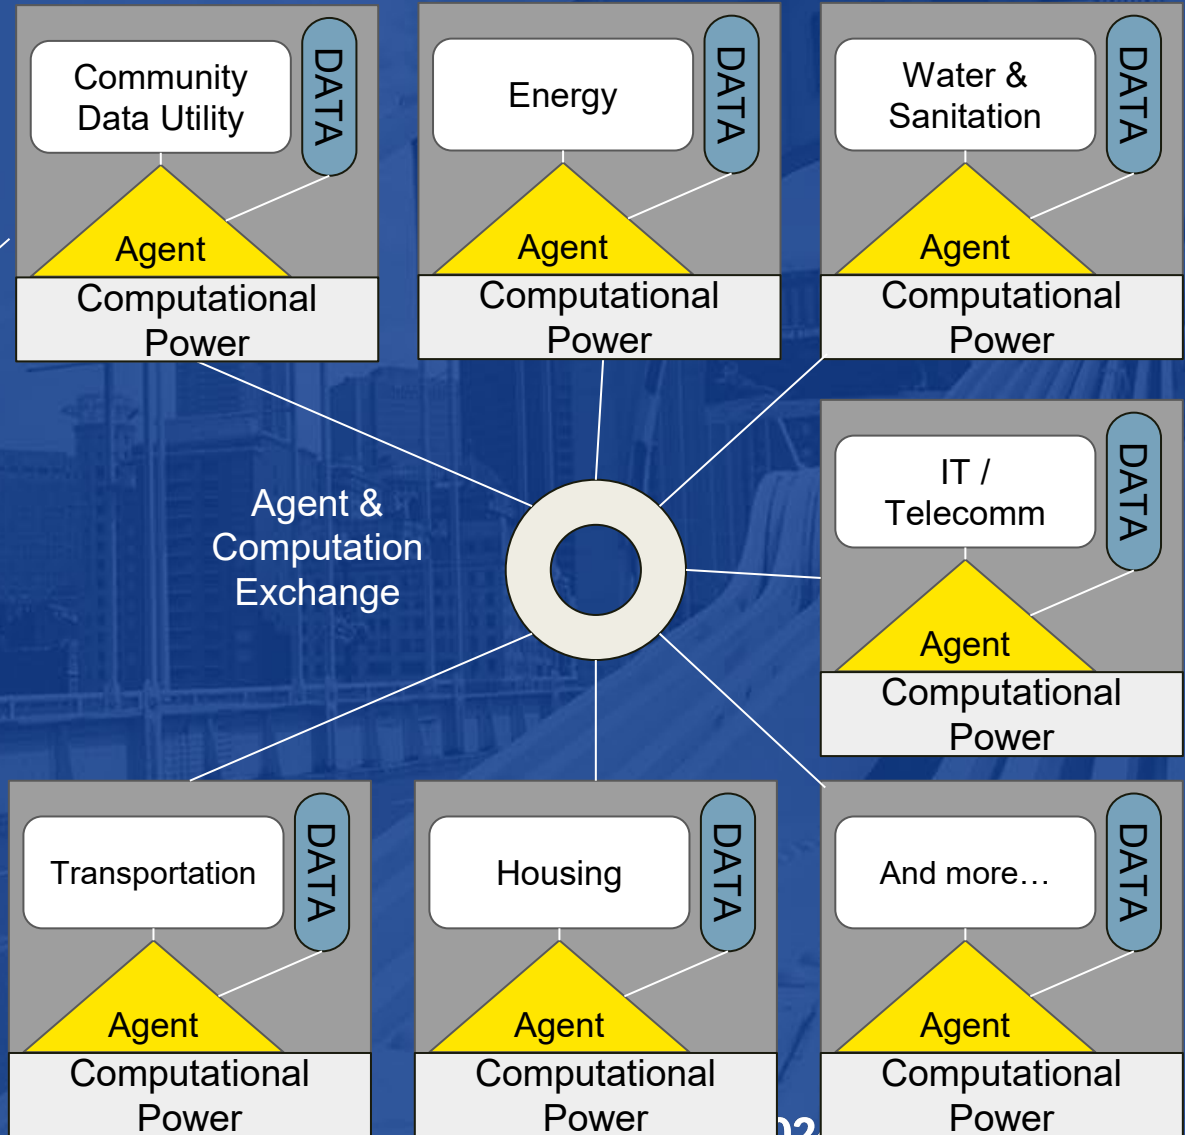 Community
Data Utility
DATA
Agent
Computational
Power
Energy
DATA
Agent
Computational
Power
Water &
Sanitation
DATA
Agent
Computational
Power
Agent &
Computation
Exchange
IT /
Telecomm
DATA
Agent
Computational
Power
Transportation
DATA
Agent
Computational
Power
Housing
DATA
Agent
Computational
Power
And more…
DATA
Agent
Computational
Power